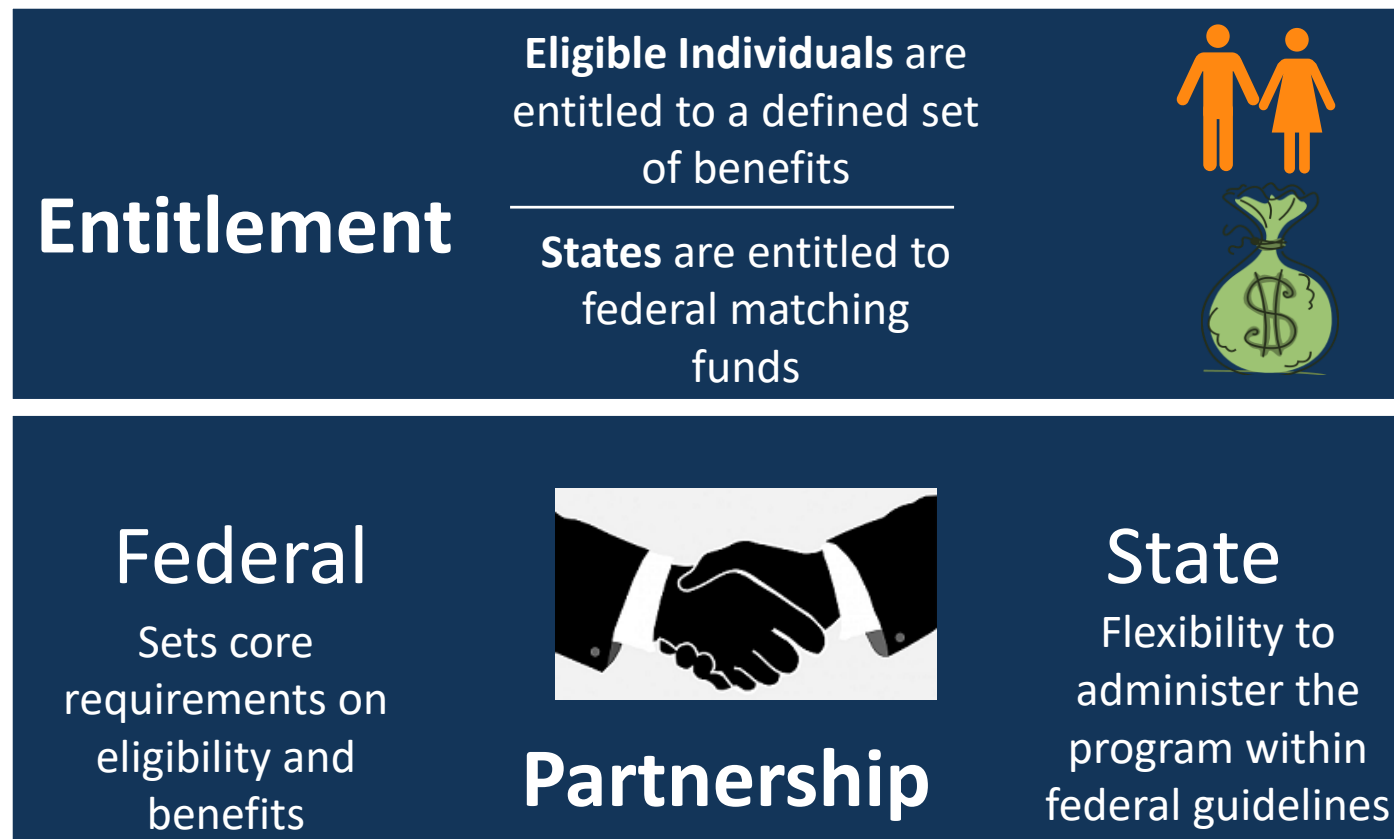 Entitlement
Eligible Individuals are
entitled to a defined set
of benefits
States are entitled to
federal matching
funds
$
Federal
Sets core
requirements on
eligibility and
benefits
Partnership
State
Flexibility to
administer the
program within
federal guidelines